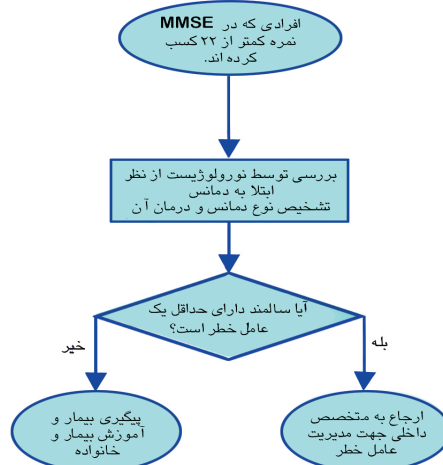 افرادی که در MMSE
نمره کمتر از ۲۲ کسب
کرده اند.
بررسی توسط نورولوژیست از نظر
ابتلا به دمانس
تشخیص نوع دمانس و درمان آن
آیا سالمند دارای حداقل یک
عامل خطر است؟
بله
خیر
ارجاع به متخصص
داخلی جهت مدیریت
عامل خطر
پیگیری بیمار و
آموزش بیمار و
خانواده